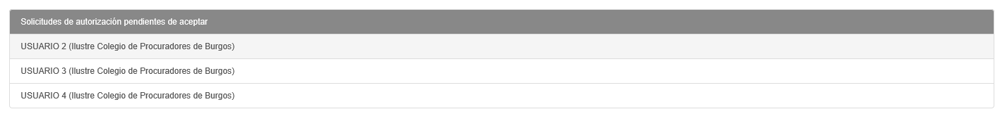 Solicitudes de autorización pendientes de aceptar
USUARIO 2 (Ilustre Colegio de Procuradores de Burgos)
USUARIO 3 (Ilustre Colegio de Procuradores de Burgos)
USUARIO 4 (Ilustre Colegio de Procuradores de Burgos)